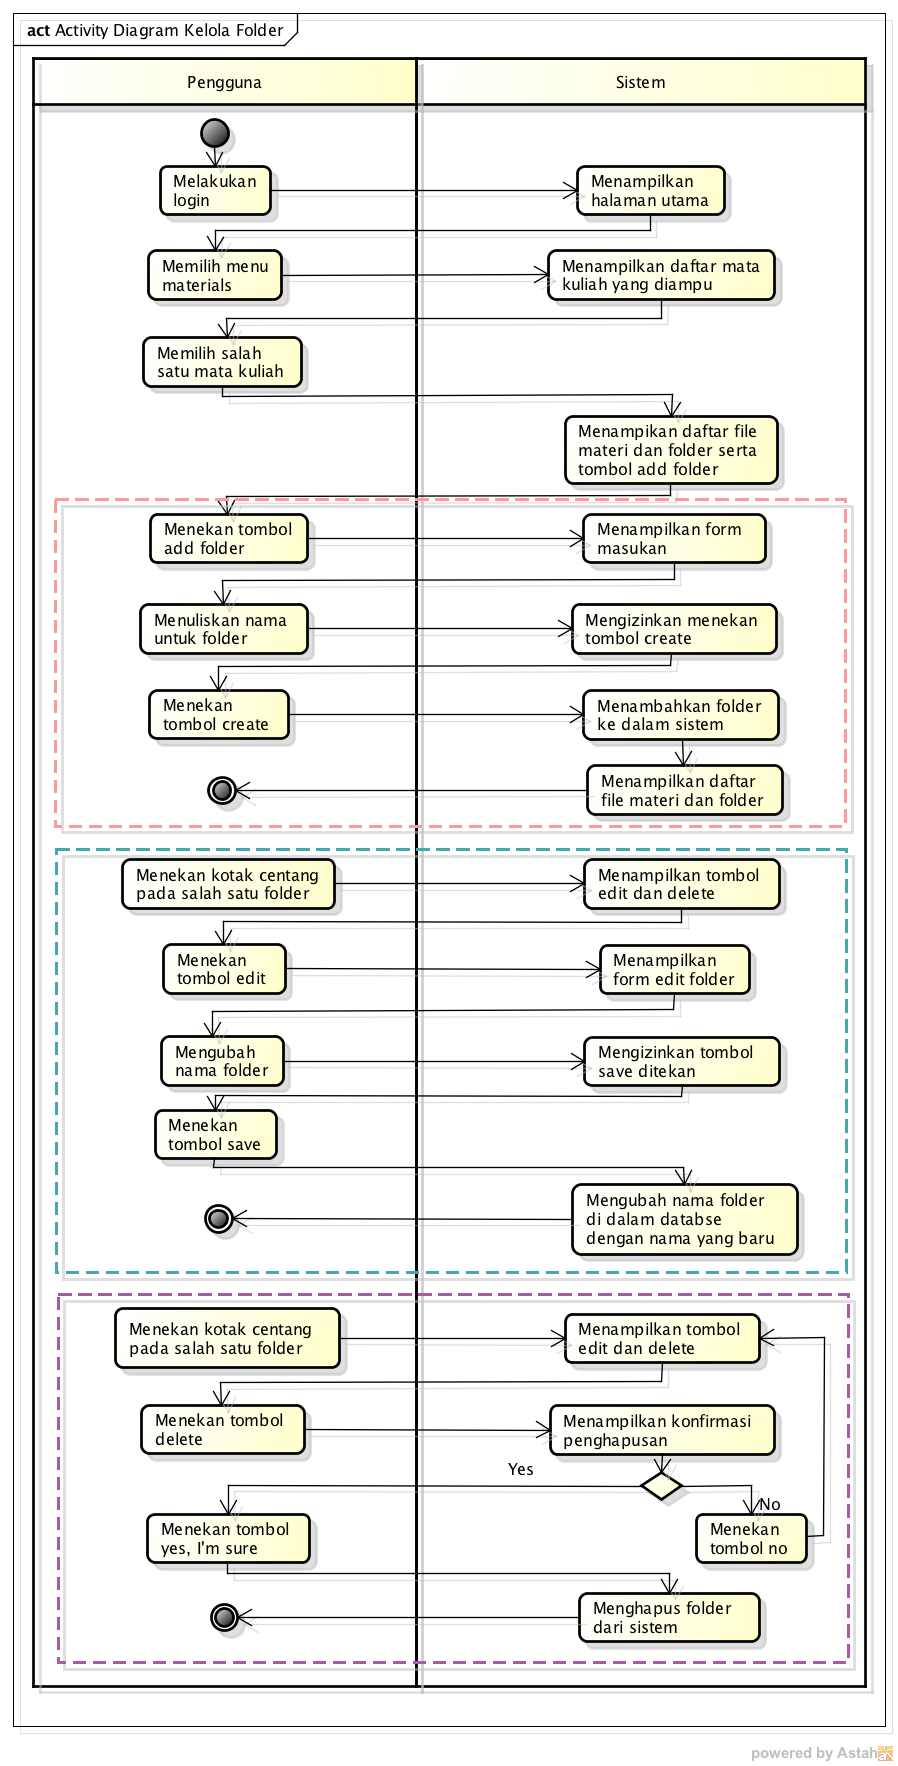 act Activity Diagram Kelola Folder
Pengguna
Sistem
Melakukan
login
Menampilkan
halaman utama
Memilih menu
materials
Menampilkan daftar mata
kuliah yang diampu
Memilih salah
satu mata kuliah
Menampikan daftar file
materi dan folder serta
tombol add folder
Menekan tombol
add folder
Menampilkan form
masukan
Menuliskan nama
untuk folder
Mengizinkan menekan
tombol create
Menekan
tombol create
Menambahkan folder
ke dalam sistem
Menampilkan daftar
file materi dan folder
Menekan kotak centang
pada salah satu folder
Menampilkan tombol
edit dan delete
Menekan
tombol edit
Menampilkan
form edit folder
Mengubah
nama folder
Mengizinkan tombol
save ditekan
Menekan
tombol save
Mengubah nama folder
di dalam databse
dengan nama yang baru
Menekan kotak centang
pada salah satu folder
Menampilkan tombol
edit dan delete
Menekan tombol
delete
Menampilkan konfirmasi
penghapusan
Yes
No
Menekan tombol
yes, I'm sure
Menekan
tombol no
Menghapus folder
dari sistem
powered by Astah